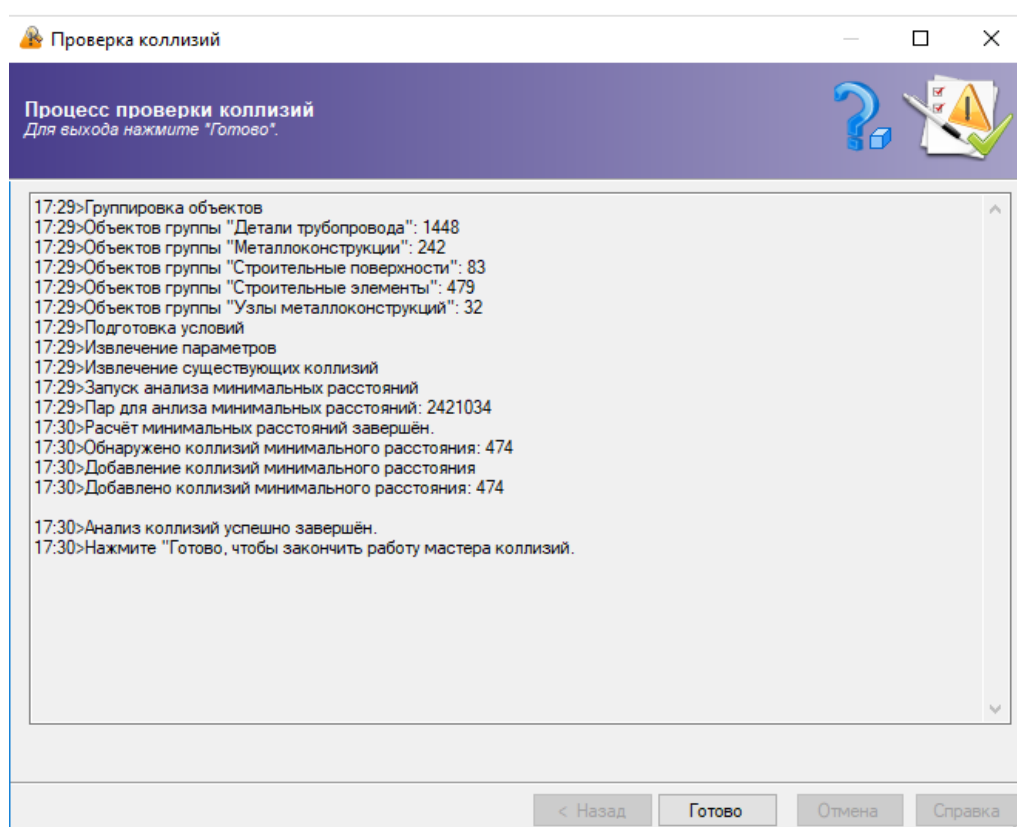 Проверка коллизий
Процесс проверки коллизий
Для выхода нажмите "Готово".
17:29>Группировка объектов
17:29>Объектов группы "Детали трубопровода": 1448
17:29>Объектов группы "Металлоконструкции": 242
17:29>Объектов группы "Строительные поверхности": 83
17:29>Объектов группы "Строительные элементы": 479
17:29>Объектов группы "Узлы металлоконструкций": 32
17:29>Подготовка условий
17:29>Извлечение параметров
17:29>Извлечение существующих коллизий
17:29>Запуск анализа минимальных расстояний
17:29>Пар для анлиза минимальных расстояний: 2421034
17:30>Расчёт минимальных расстояний завершён.
17:30>Обнаружено коллизий минимального расстояния: 474
17:30>Добавление коллизий минимального расстояния
17:30>Добавлено коллизий минимального расстояния: 474
17:30>Анализ коллизий успешно завершён.
17:30>Нажмите "Готово, чтобы закончить работу мастера коллизий.
< Назад Готово Отмена Справка